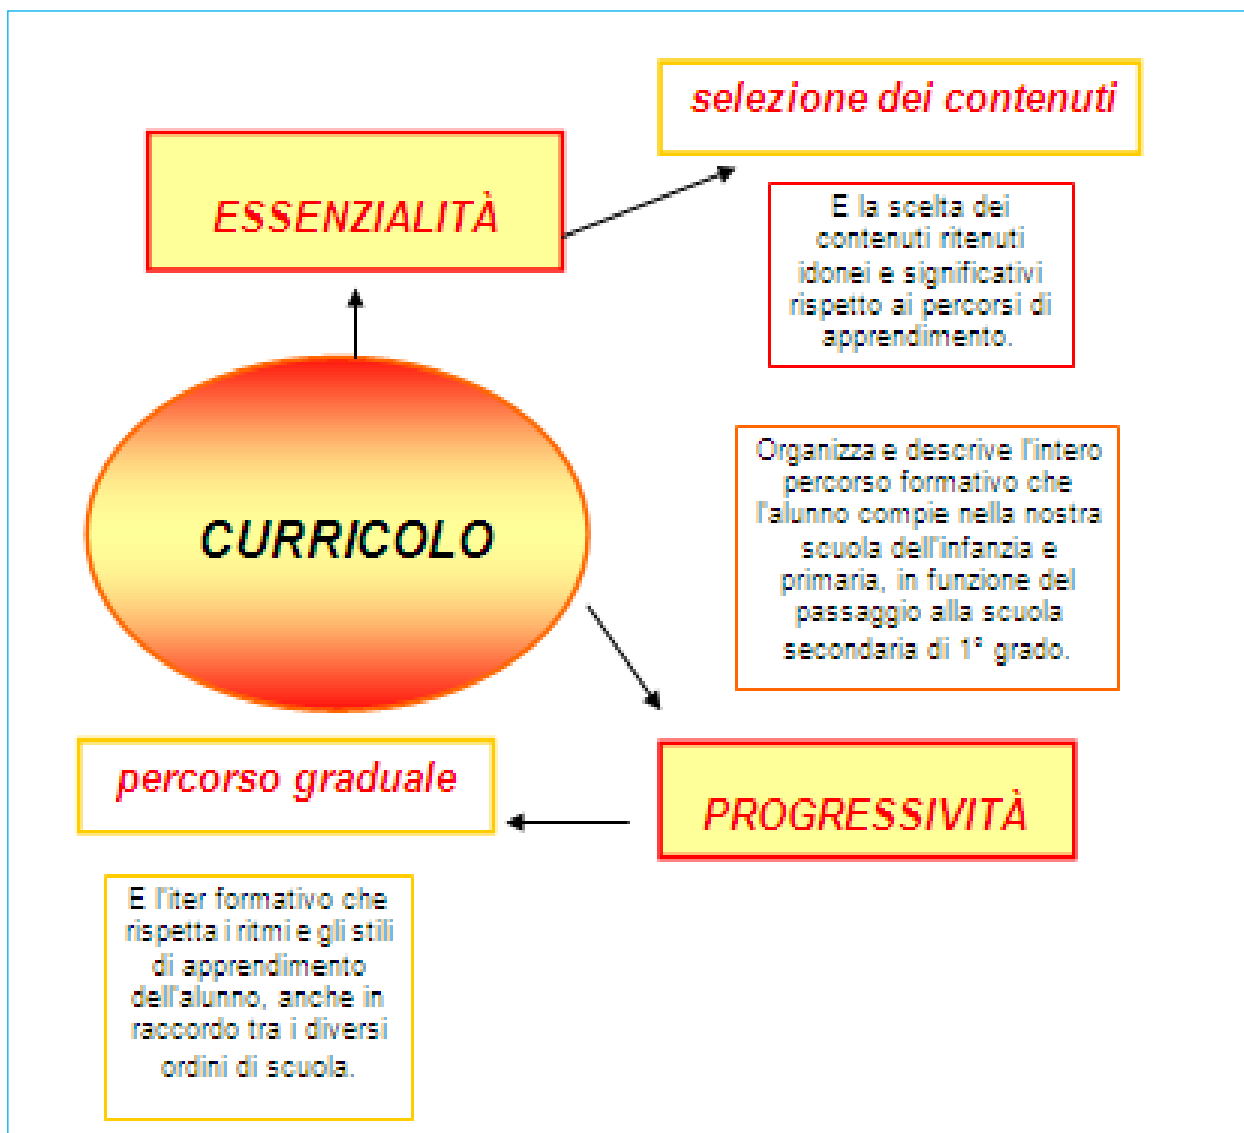 selezione dei contenuti
ESSENZIALITÀ
E la scelta dei
contenuti ritenuti
idonei e significativi
rispetto ai percorsi di
apprendimento.
CURRICOLO
Organizza e descrive l'intero
percorso formativo che
l'alunno compie nella nostra
scuola dell'infanzia e
primaria, in funzione del
passaggio alla scuola
secondaria di 1° grado.
percorso graduale
PROGRESSIVITÀ
E l'iter formativo che
rispetta i ritmi e gli stili
di apprendimento
dell'alunno, anche in
raccordo tra i diversi
ordini di scuola.